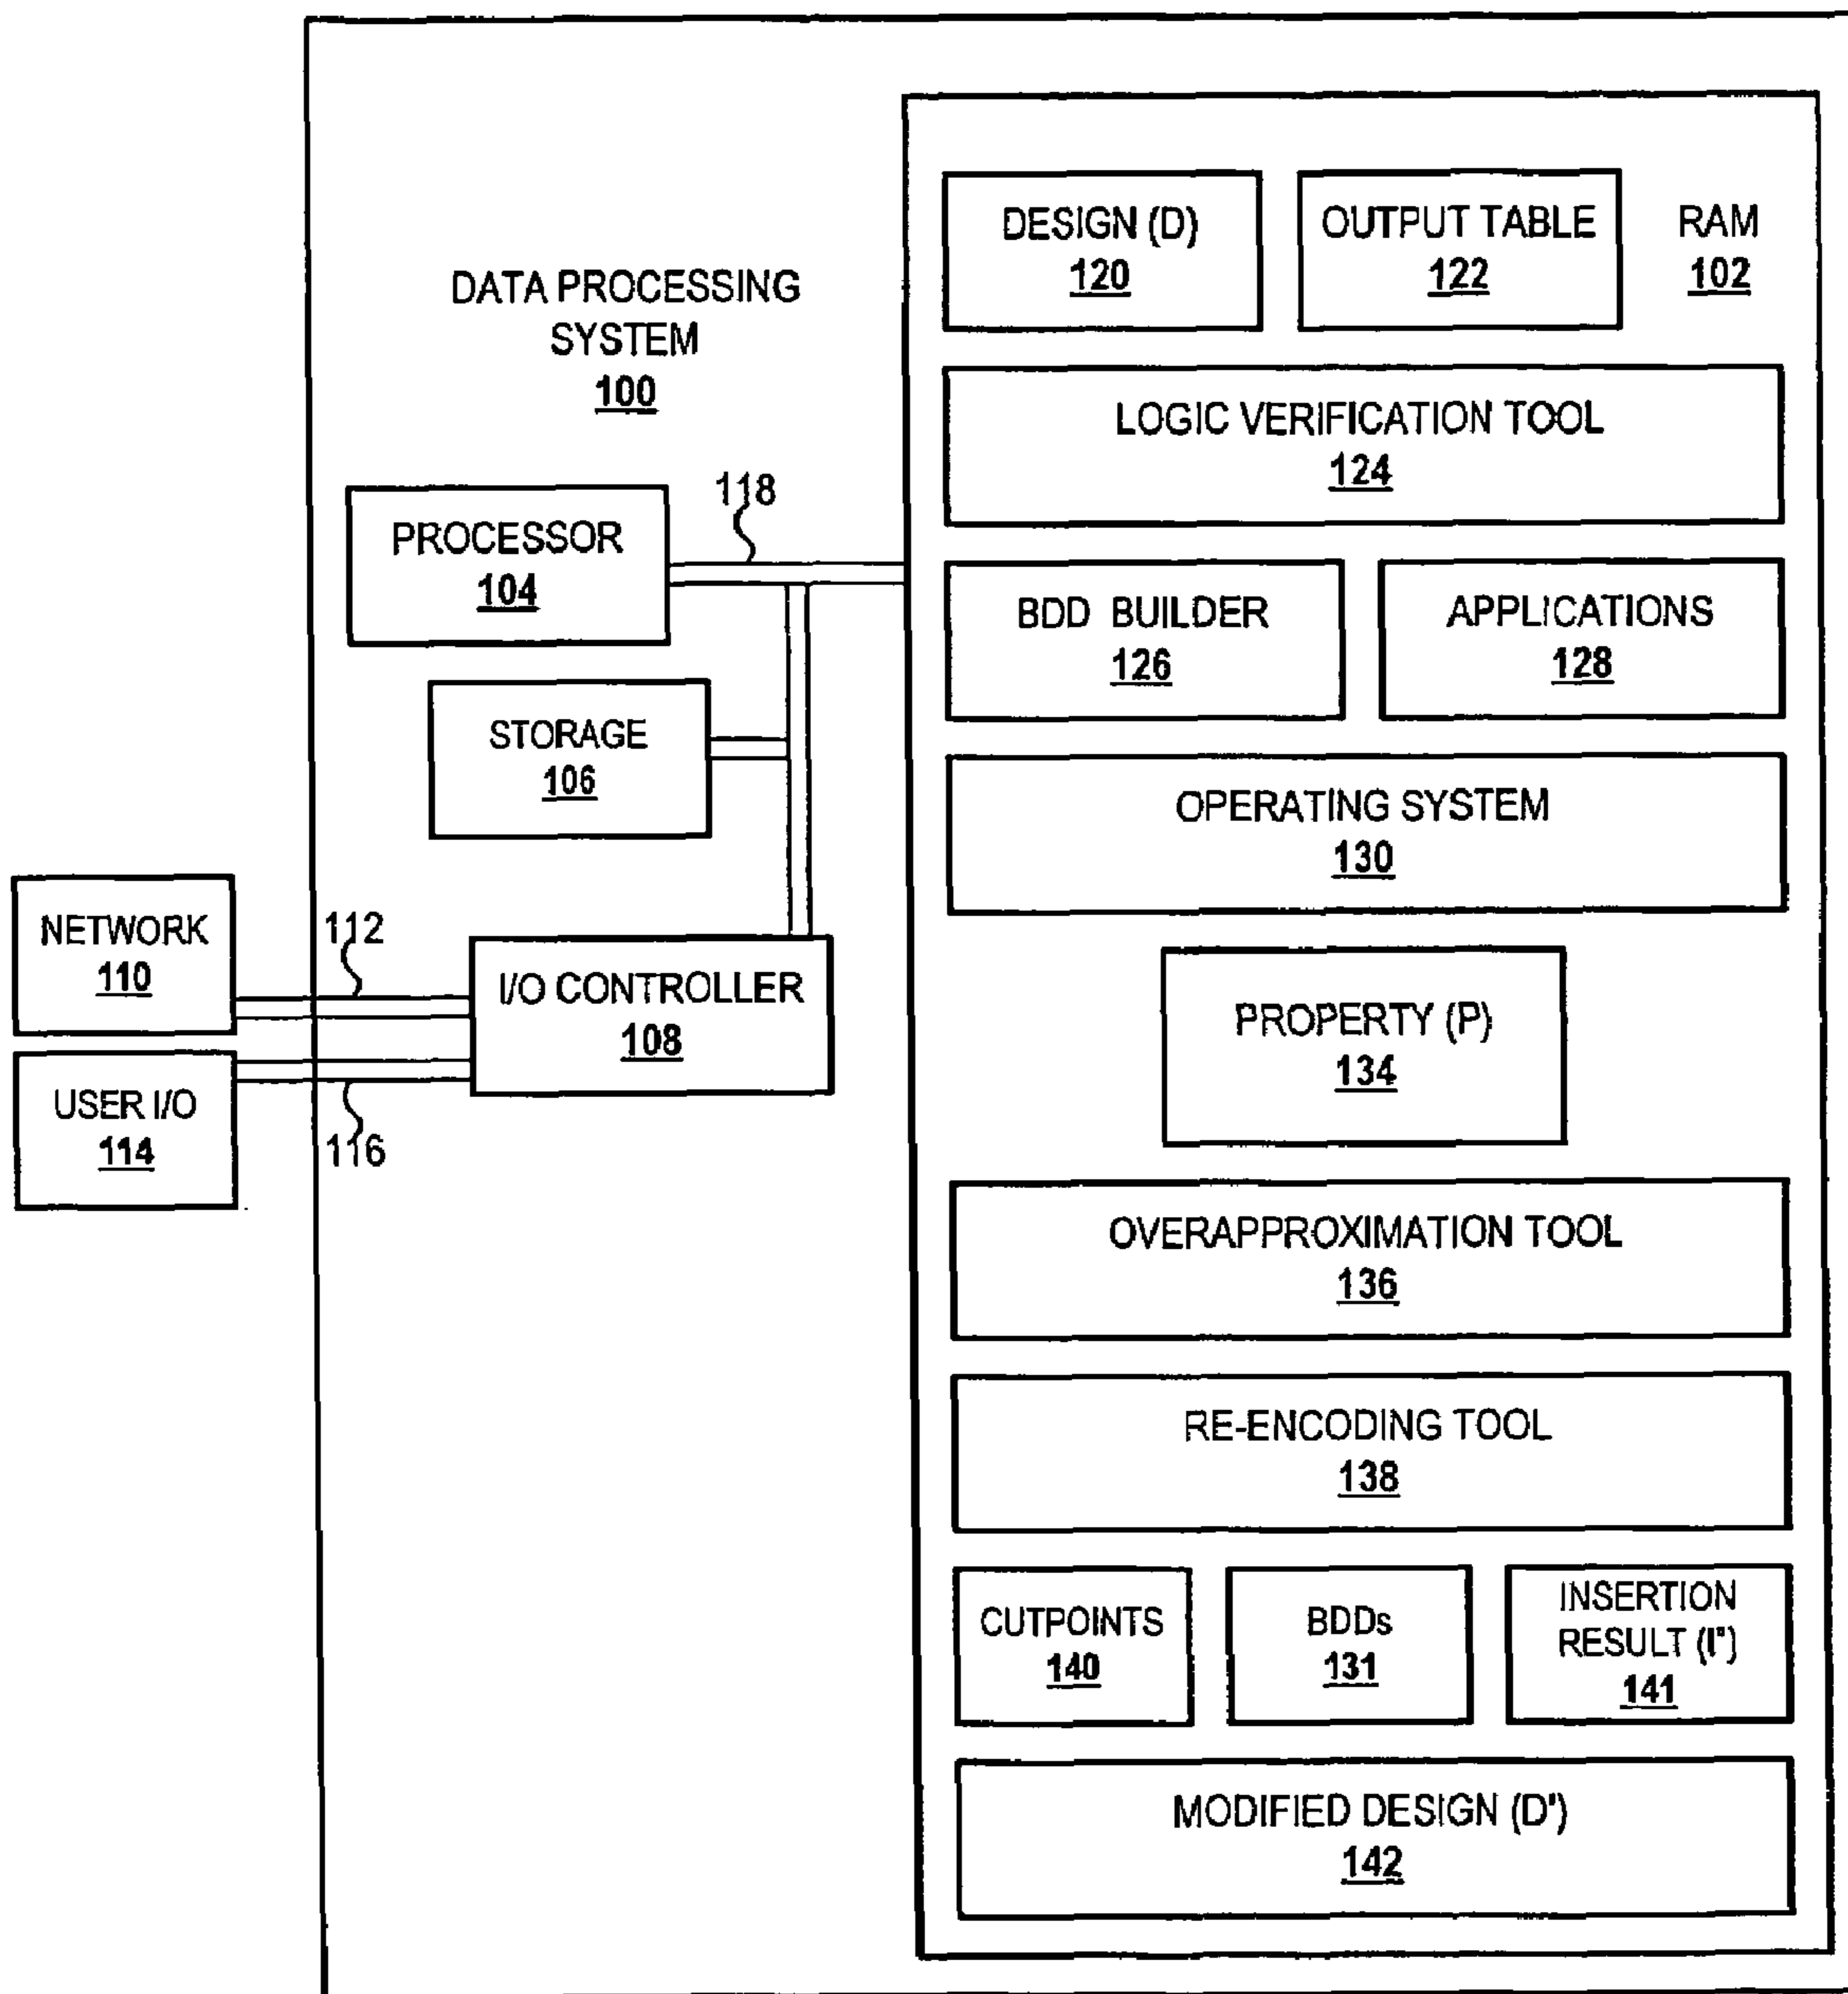 DATA PROCESSING
SYSTEM
100
PROCESSOR
104
118
STORAGE
106
NETWORK
110
112
I/O CONTROLLER
108
USER I/O
114
116
DESIGN (D)
120
OUTPUT TABLE
122
RAM
102
LOGIC VERIFICATION TOOL
124
BDD BUILDER
126
APPLICATIONS
128
OPERATING SYSTEM
130
PROPERTY (P)
134
OVERAPPROXIMATION TOOL
136
RE-ENCODING TOOL
138
CUTPOINTS
140
BDDs
131
INSERTION
RESULT (I')
141
MODIFIED DESIGN (D')
142